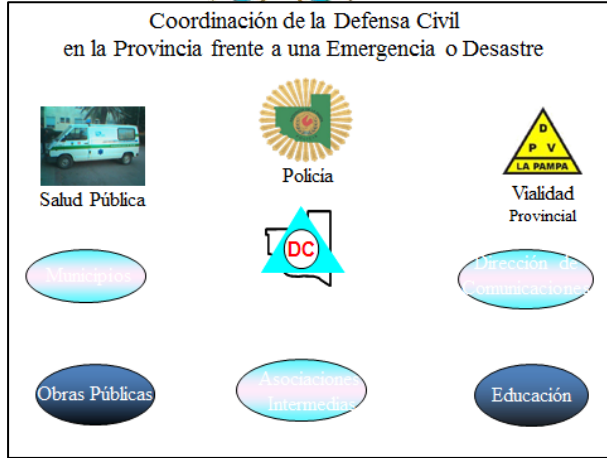 Coordinación de la Defensa Civil
en la Provincia frente a una Emergencia o Desastre
Salud Pública
Policía
D
P V
LA PAMPA
Vialidad
Provincial
DC
Municipios
Dirección de
Comunicaciones
Obras Públicas
Asociaciones
Intermedias
Educación